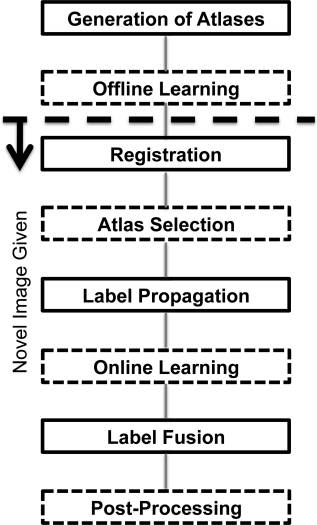 Generation of Atlases
Offline Learning
Registration
Atlas Selection
Label Propagation
Online Learning
Label Fusion
Post-Processing
Novel Image Given